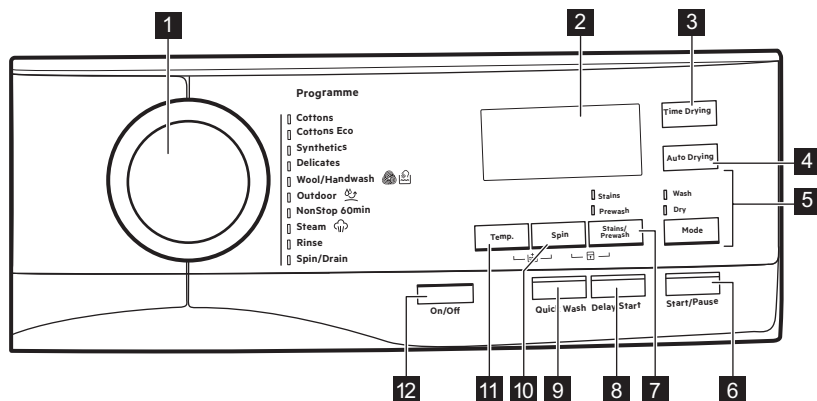 1
2
3
Programme
Cottons
Cottons Eco
Synthetics
Delicates
Wool/Handwash
Outdoor
NonStop 60min
Steam
Rinse
Spin/Drain
Time Drying
Auto Drying
4
5
Stains
Prewash
Wash
Dry
Temp.
Spin
Stains/
Prewash
Mode
On/Off
Quick Wash
Delay Start
Start/Pause
12
11
10
9
8
7
6